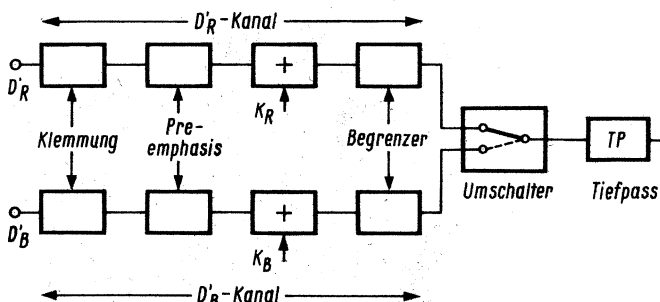 D'R-Kanal
D'R
+
KR
Klemmung
Pre-
emphasis
Begrenzer
TP
Umschalter
Tiefpass
D'B
+
KB
D'B-Kanal